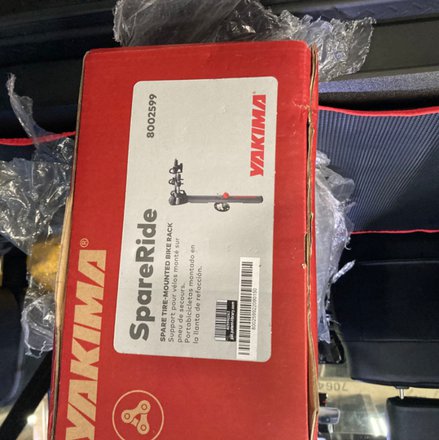 YAKIMA
8002599
SpareRide
SPARE TIRE-MOUNTED BIKE RACK
Support pour vélos monté sur
pneu de secours.
Portabicicletas montado en
la llanta de refacción.
YAKIMA®